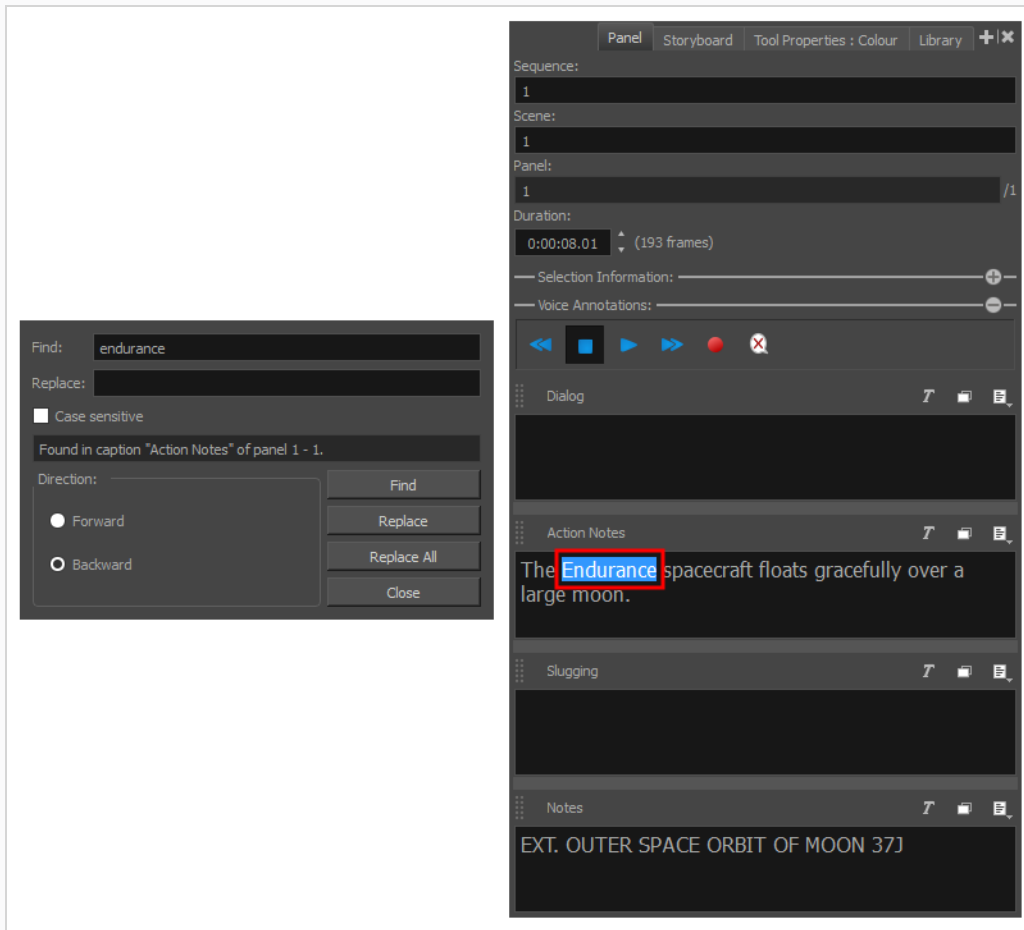 Find:
endurance
Replace:
Case sensitive
Found in caption "Action Notes" of panel 1 - 1.
Direction:
Forward
Backward
Find
Replace
Replace All
Close
Panel Storyboard Tool Properties : Colour Library
Sequence:
1
Scene:
1
Panel:
1 /1
Duration:
0:00:08.01 (193 frames)
Selection Information:
Voice Annotations:
Dialog T
Action Notes T
The Endurance spacecraft floats gracefully over a
large moon.
Slugging T
Notes T
EXT. OUTER SPACE ORBIT OF MOON 37J